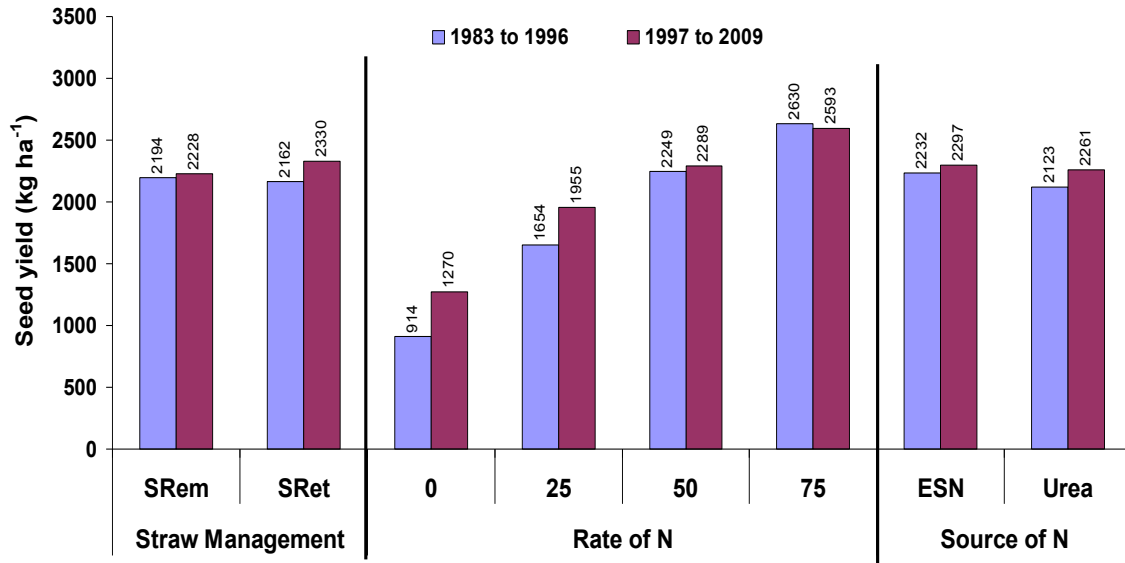 3500
3000
2500
2000
1500
1000
500
0
Seed yield (kg ha⁻¹)
1983 to 1996 1997 to 2009
2194 2228 2162 2330 914 1270 1654 1955 2249 2289 2630 2593 2232 2297 2123 2261
SRem SRet 0 25 50 75 ESN Urea
Straw Management Rate of N Source of N